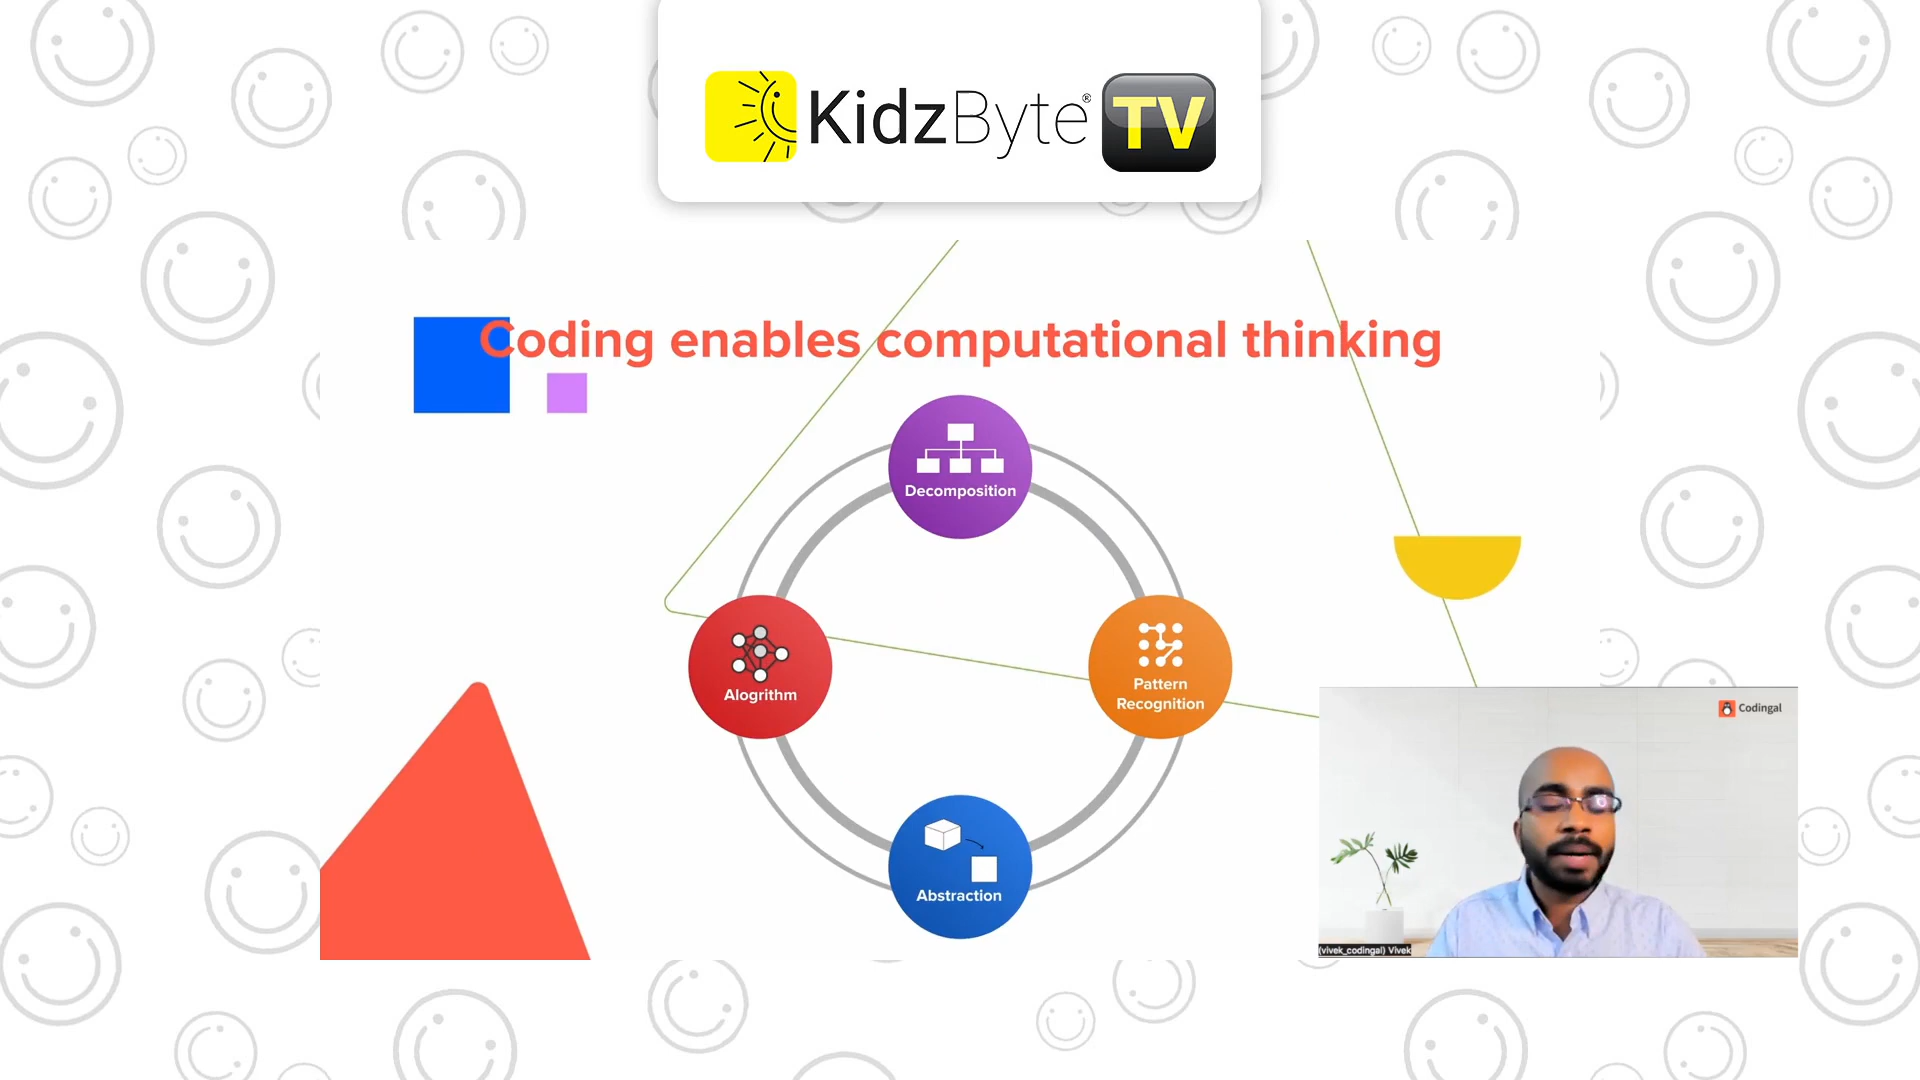 KidzByte® TV
Coding enables computational thinking
Decomposition
Alogrithm
Pattern
Recognition
Codingal
Abstraction
(vivek_codingal) Vivek